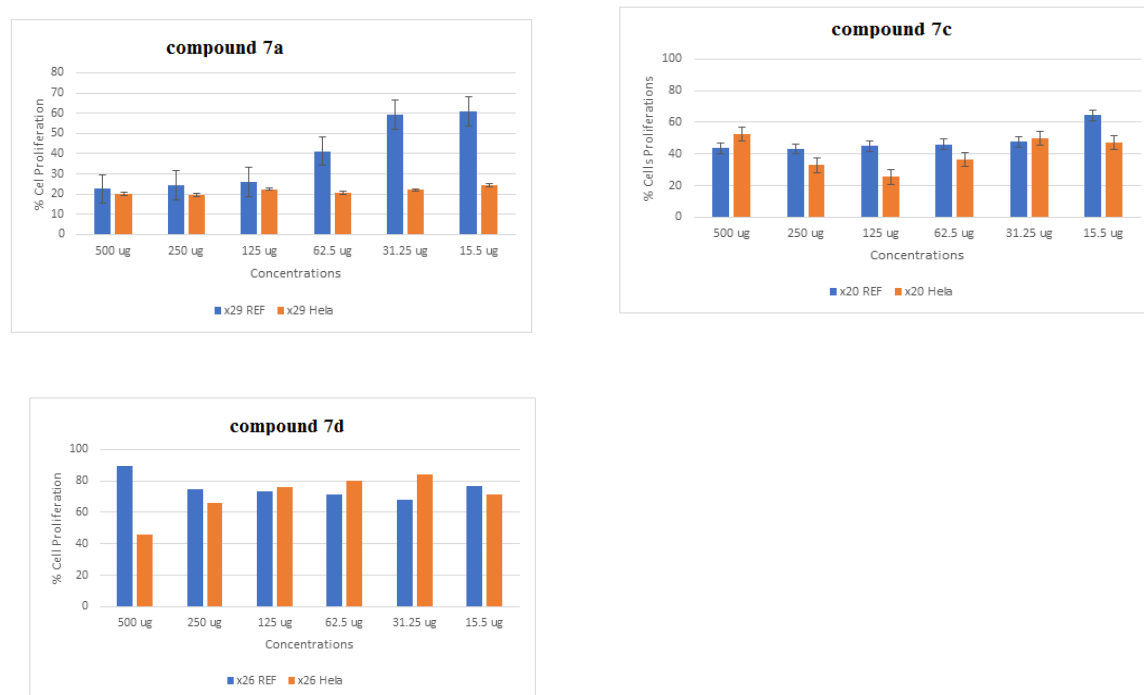 compound 7a
80
70
60
50
40
30
20
10
0
% Cel Proliferation
500 ug 250 ug 125 ug 62.5 ug 31.25 ug 15.5 ug
Concentrations
x29 REF x29 Hela
compound 7c
100
80
60
40
20
0
% Cells Proliferations
500 ug 250 ug 125 ug 62.5 ug 31.25 ug 15.5 ug
Concentrations
x20 REF x20 Hela
compound 7d
100
80
60
40
20
0
% Cell Proliferation
500 ug 250 ug 125 ug 62.5 ug 31.25 ug 15.5 ug
Concentrations
x26 REF x26 Hela